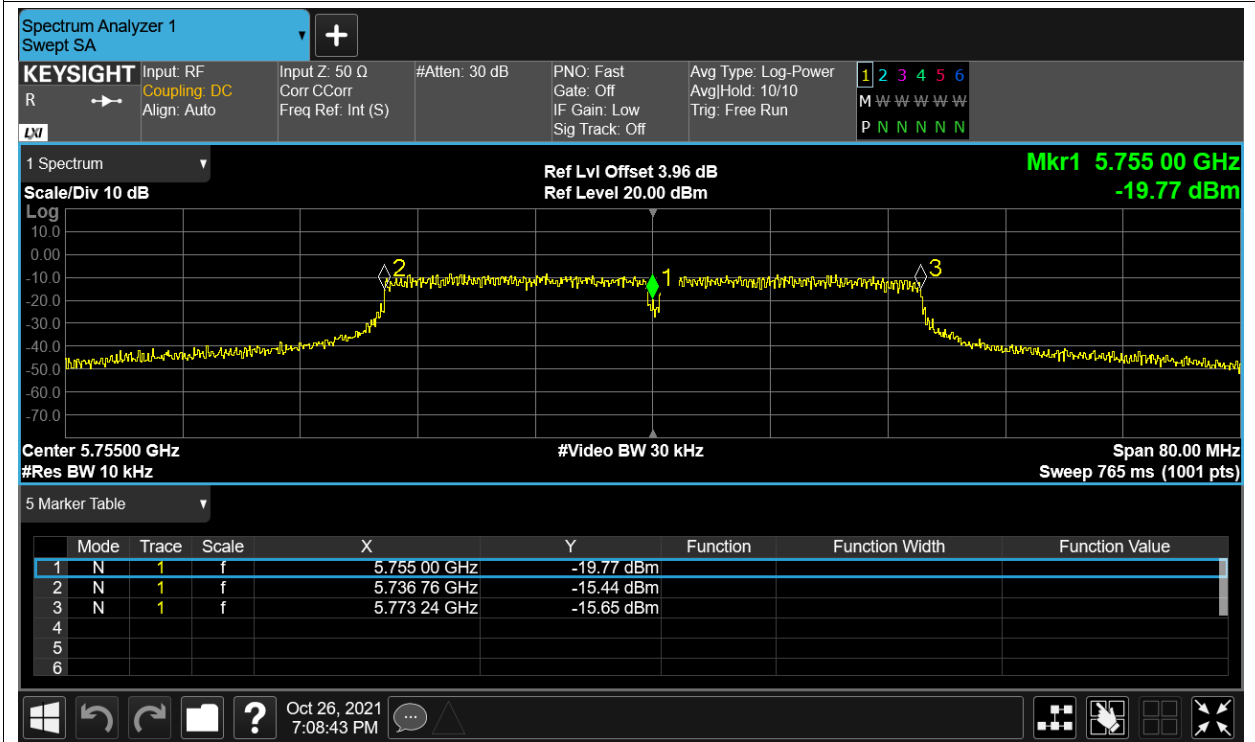 Spectrum Analyzer 1
Swept SA
KEYSIGHT
R
LXI
Input: RF
Coupling: DC
Align: Auto
Input Z: 50 Ω
Corr CCorr
Freq Ref: Int (S)
#Atten: 30 dB
PNO: Fast
Gate: Off
IF Gain: Low
Sig Track: Off
Avg Type: Log-Power
Avg|Hold: 10/10
Trig: Free Run
1 2 3 4 5 6
M W W W W W
P N N N N N
1 Spectrum
Scale/Div 10 dB
Ref Lvl Offset 3.96 dB
Ref Level 20.00 dBm
Mkr1 5.755 00 GHz
-19.77 dBm
Log
10.0
0.00
-10.0
-20.0
-30.0
-40.0
-50.0
-60.0
-70.0
2
1
3
Center 5.75500 GHz
#Video BW 30 kHz
Span 80.00 MHz
#Res BW 10 kHz
Sweep 765 ms (1001 pts)
5 Marker Table
Mode Trace Scale X Y Function Function Width Function Value
1 N 1 f 5.755 00 GHz -19.77 dBm
2 N 1 f 5.736 76 GHz -15.44 dBm
3 N 1 f 5.773 24 GHz -15.65 dBm
4
5
6
?
Oct 26, 2021
7:08:43 PM